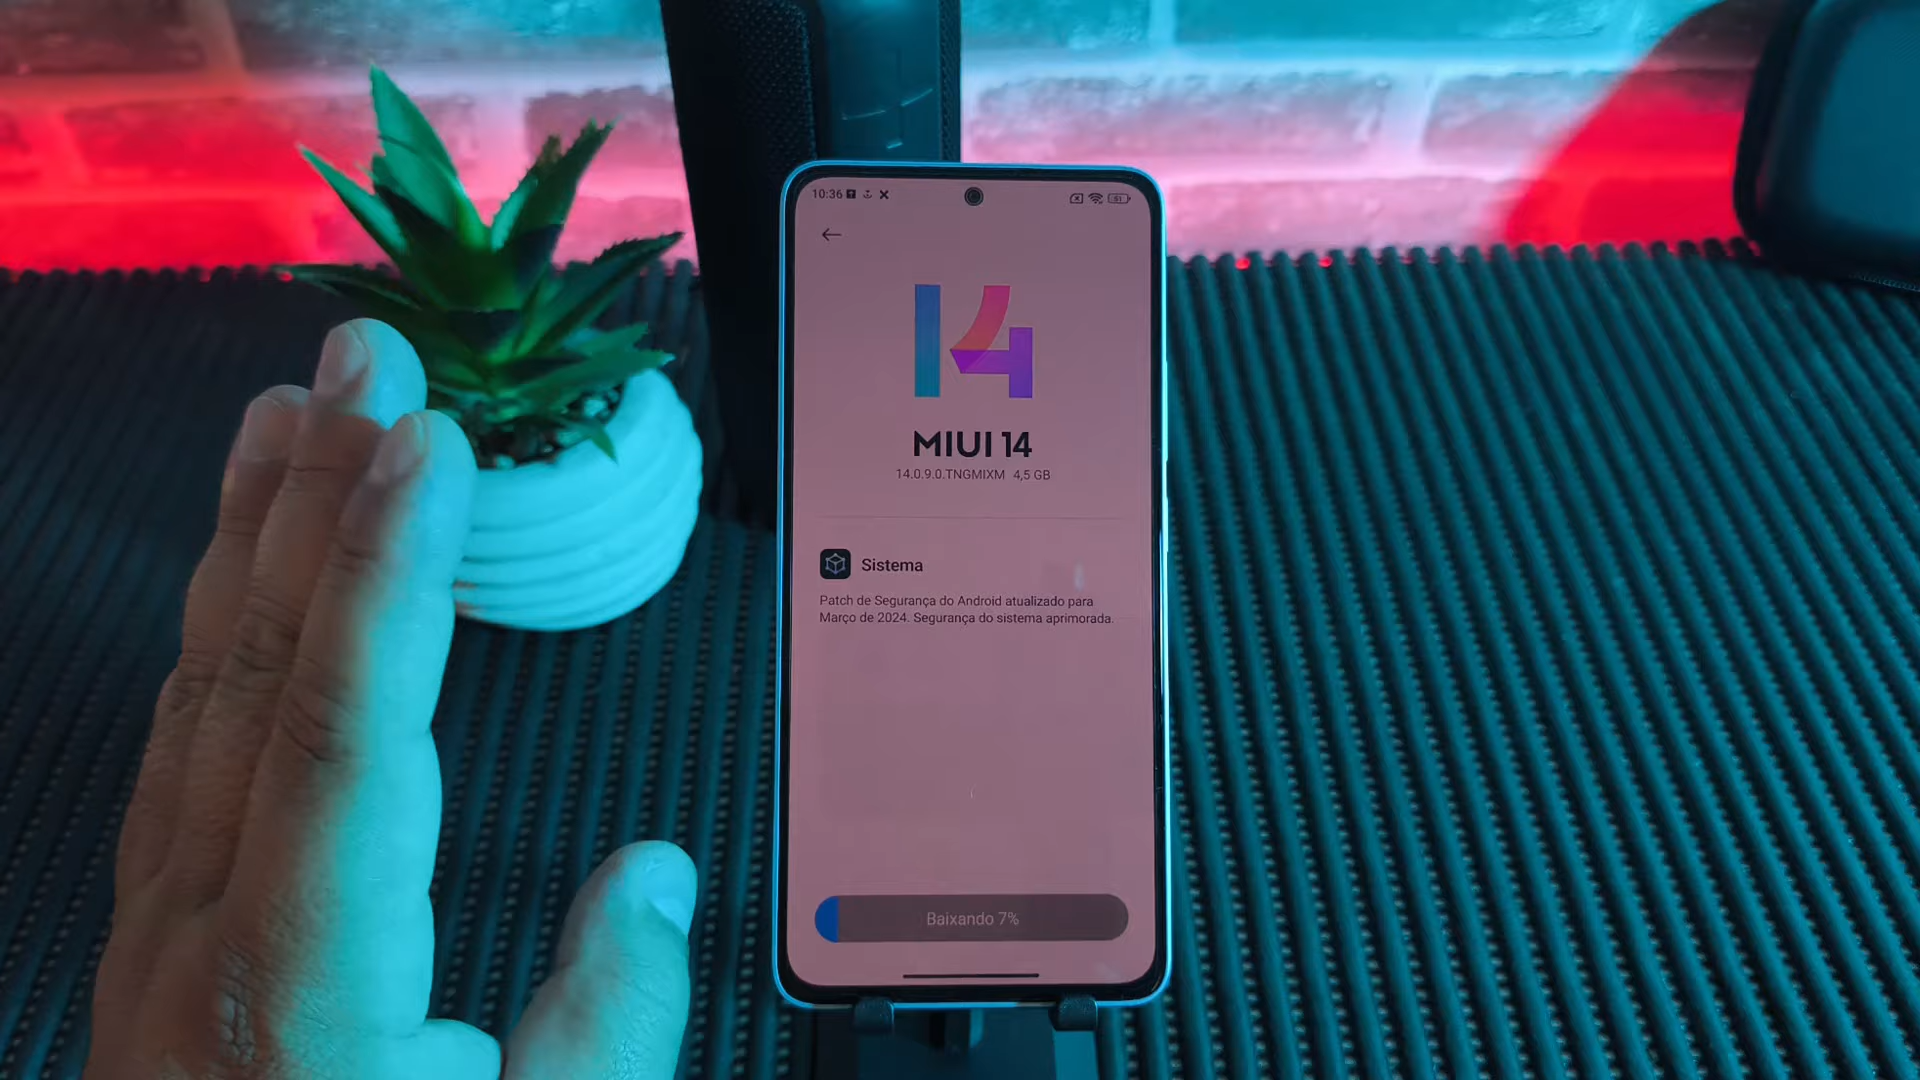 10:36
14
MIUI 14
14.0.9.0.TNGMIXM 4,5 GB
Sistema
Patch de Segurança do Android atualizado para
Março de 2024. Segurança do sistema aprimorada.
Baixando 7%